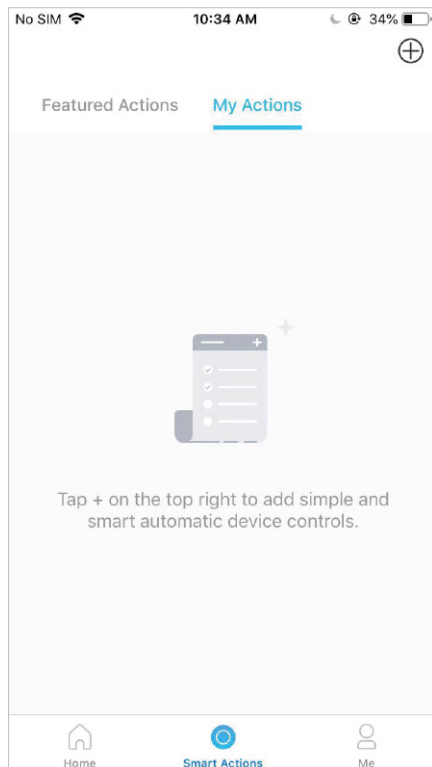 No SIM 10:34 AM 34%
Featured Actions My Actions
Tap + on the top right to add simple and
smart automatic device controls.
Home Smart Actions Me